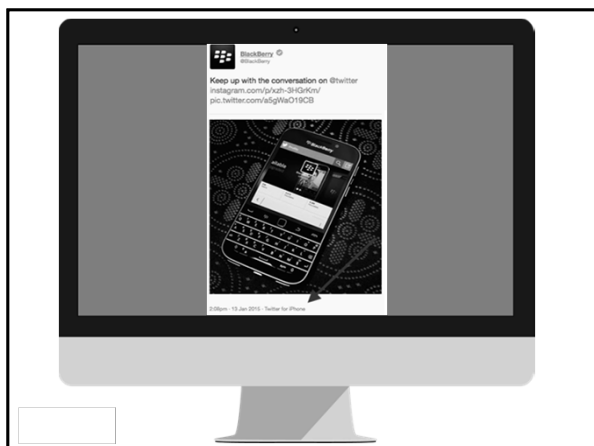 BlackBerry
@BlackBerry
Keep up with the conversation on @twitter
instagram.com/p/xzh-3HGrKm/
pic.twitter.com/a5gWaO19CB
BlackBerry
2:08pm · 13 Jan 2015 · Twitter for iPhone